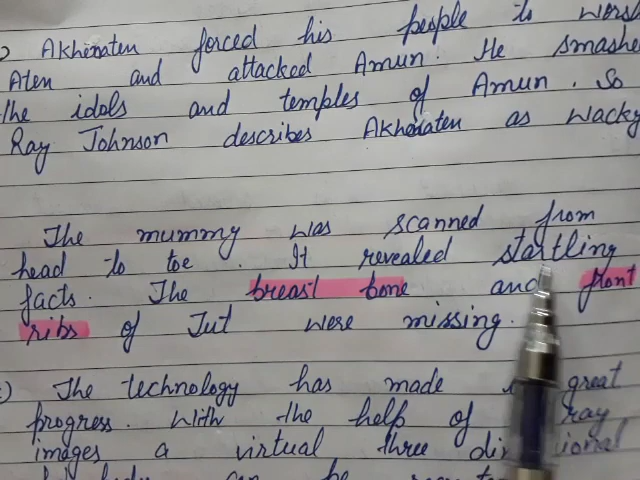 Akhenaten forced his people to
Aten and attacked Amun. He smashe
the idols and temples of Amun. So
Ray Johnson describes Akhenaten as wacky
The mummy was scanned from
head to toe. It revealed startling
facts. The breast bone and front
ribs of Tut were missing.
The technology has made great
progress. With the help of ray
images a virtual three
can be